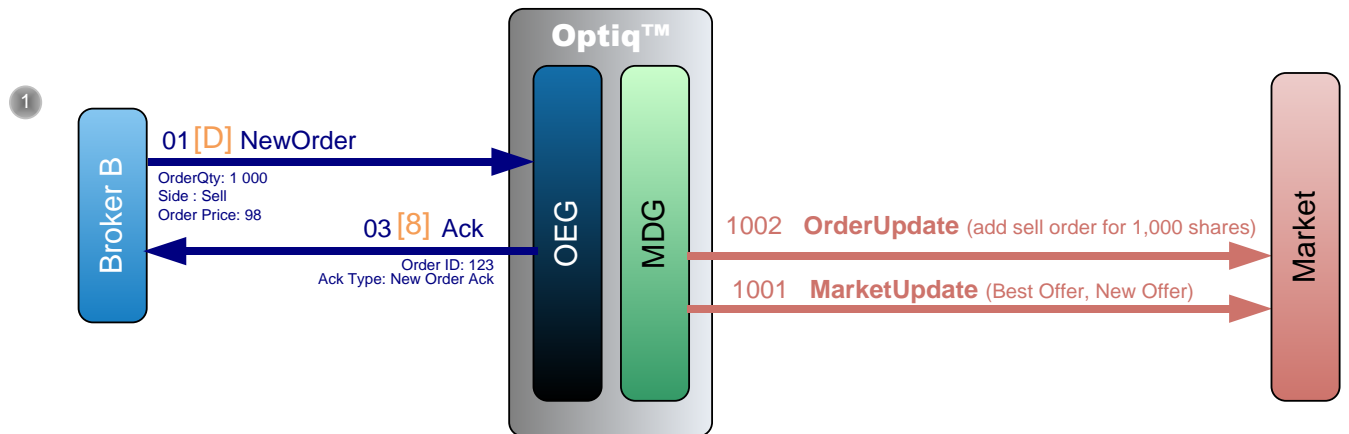 Optiq™
1
Broker B
01 [D] NewOrder
OrderQty: 1 000
Side : Sell
Order Price: 98
03 [8] Ack
Order ID: 123
Ack Type: New Order Ack
OEG
MDG
1002 OrderUpdate (add sell order for 1,000 shares)
1001 MarketUpdate (Best Offer, New Offer)
Market